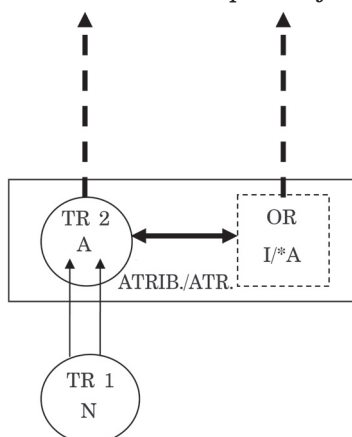 TR 2
A
OR
I/*A
ATRIB./ATR.
TR 1
N